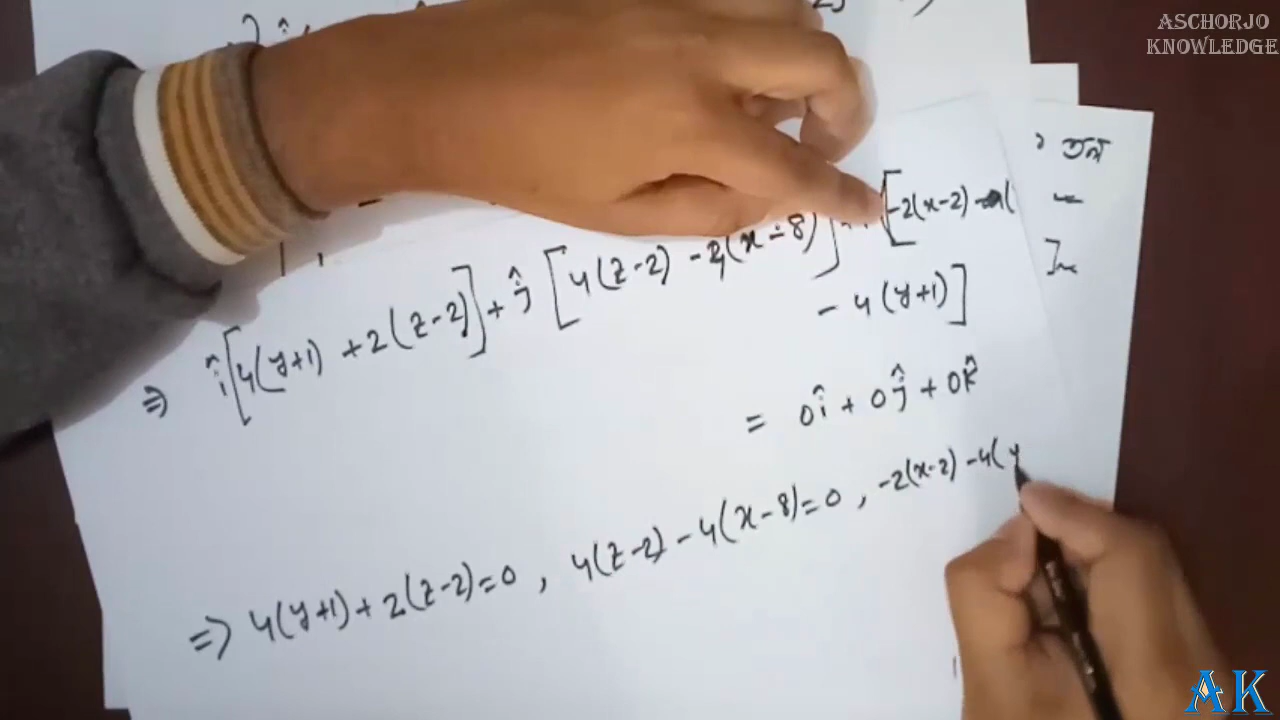 ASCHORJO
KNOWLEDGE
তল
⇒ î[4(y+1) + 2(z-2)] + ĵ [4(z-2) - 4(x-8)] [-2(x-2)
- 4(y+1)]
= 0î + 0ĵ + 0k̂
⇒ 4(y+1) + 2(z-2)=0 , 4(z-2) - 4(x-8)=0 , -2(x-2) -4(y
AK